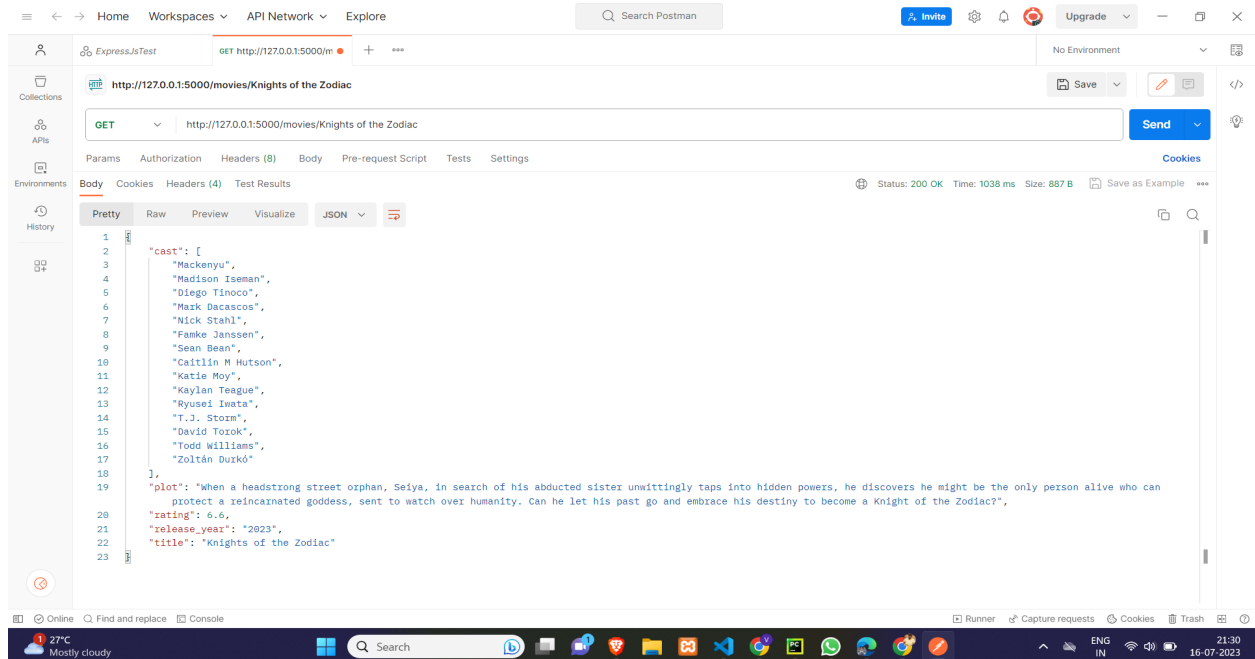 Home Workspaces API Network Explore Search Postman Invite Upgrade
ExpressJsTest GET http://127.0.0.1:5000/m No Environment
HTTP http://127.0.0.1:5000/movies/Knights of the Zodiac Save
Collections
GET http://127.0.0.1:5000/movies/Knights of the Zodiac Send
APIs
Params Authorization Headers (8) Body Pre-request Script Tests Settings Cookies
Environments
Body Cookies Headers (4) Test Results Status: 200 OK Time: 1038 ms Size: 887 B Save as Example
History
Pretty Raw Preview Visualize JSON
1 {
2 "cast": [
3 "Mackenyu",
4 "Madison Iseman",
5 "Diego Tinoco",
6 "Mark Dacascos",
7 "Nick Stahl",
8 "Famke Janssen",
9 "Sean Bean",
10 "Caitlin M Hutson",
11 "Katie Moy",
12 "Kaylan Teague",
13 "Ryusei Iwata",
14 "T.J. Storm",
15 "David Torok",
16 "Todd Williams",
17 "Zoltán Durkó"
18 ],
19 "plot": "When a headstrong street orphan, Seiya, in search of his abducted sister unwittingly taps into hidden powers, he discovers he might be the only person alive who can
protect a reincarnated goddess, sent to watch over humanity. Can he let his past go and embrace his destiny to become a Knight of the Zodiac?",
20 "rating": 6.6,
21 "release_year": "2023",
22 "title": "Knights of the Zodiac"
23 }
Online Find and replace Console Runner Capture requests Cookies Trash
1 27°C
Mostly cloudy
Search
ENG
IN
21:30
16-07-2023